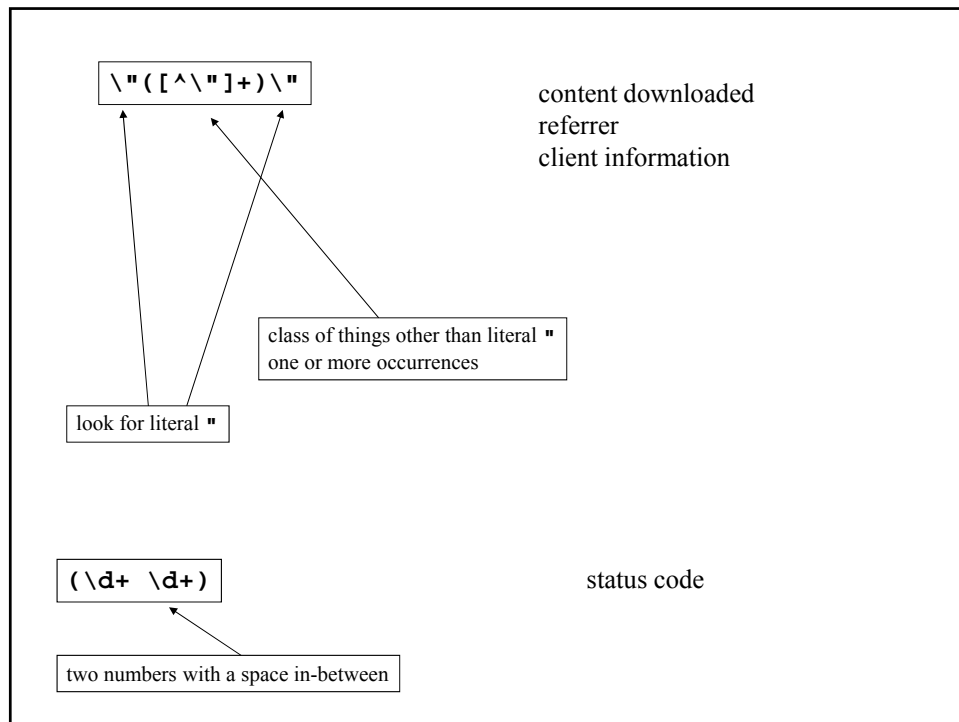 \"([^\"]+)\"
content downloaded
referrer
client information
class of things other than literal "
one or more occurrences
look for literal "
(\d+ \d+)
status code
two numbers with a space in-between